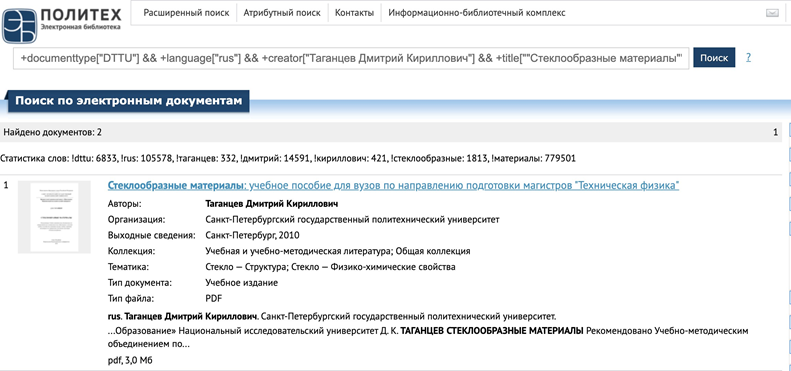 ПОЛИТЕХ
Электронная библиотека
Расширенный поиск Атрибутный поиск Контакты Информационно-библиотечный комплекс
+documenttype["DTTU"] && +language["rus"] && +creator["Таганцев Дмитрий Кириллович"] && +title[""Стеклообразные материалы"" Поиск ?
Поиск по электронным документам
Найдено документов: 2 1
Статистика слов: !dttu: 6833, !rus: 105578, !таганцев: 332, !дмитрий: 14591, !кириллович: 421, !стеклообразные: 1813, !материалы: 779501
1 Стеклообразные материалы: учебное пособие для вузов по направлению подготовки магистров "Техническая физика"
Авторы: Таганцев Дмитрий Кириллович
Организация: Санкт-Петербургский государственный политехнический университет
Выходные сведения: Санкт-Петербург, 2010
Коллекция: Учебная и учебно-методическая литература; Общая коллекция
Тематика: Стекло — Структура; Стекло — Физико-химические свойства
Тип документа: Учебное издание
Тип файла: PDF
rus. Таганцев Дмитрий Кириллович. Санкт-Петербургский государственный политехнический университет.
...Образование» Национальный исследовательский университет Д. К. ТАГАНЦЕВ СТЕКЛООБРАЗНЫЕ МАТЕРИАЛЫ Рекомендовано Учебно-методическим
объединением по...
pdf, 3,0 Мб